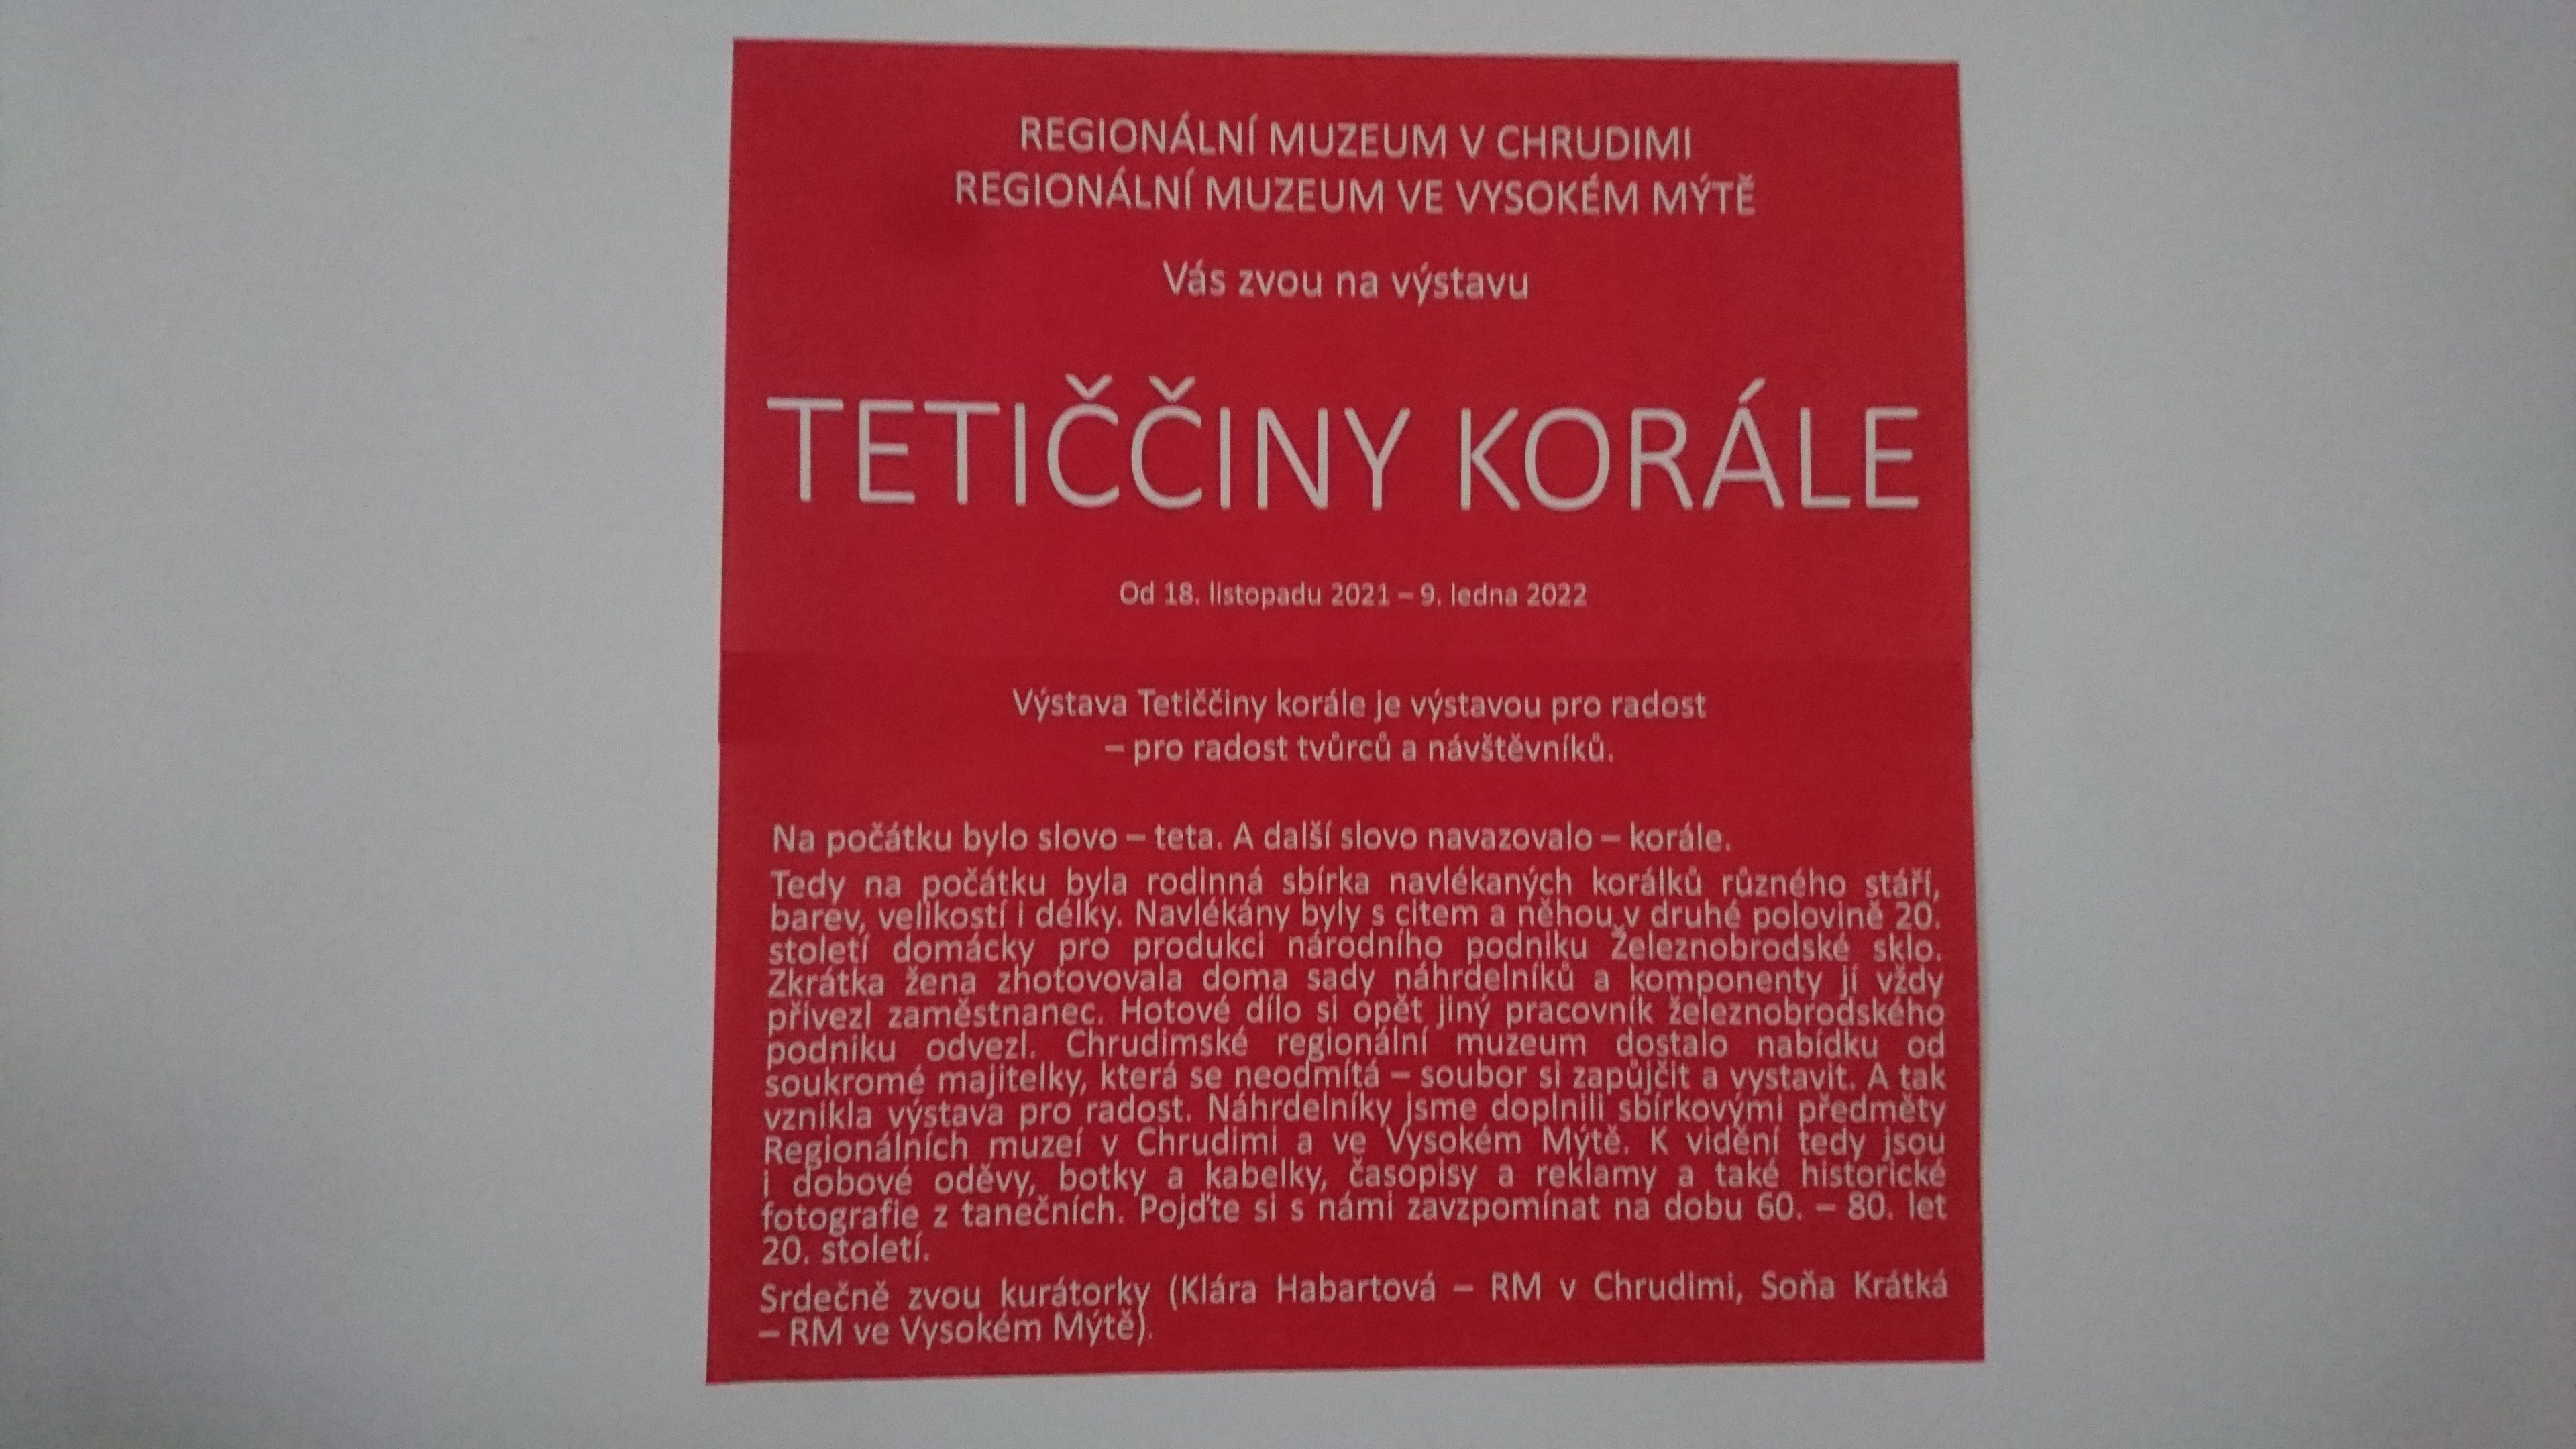 REGIONÁLNÍ MUZEUM V CHRUDIMI
REGIONÁLNÍ MUZEUM VE VYSOKÉM MÝTĚ
Vás zvou na výstavu
TETIČČINY KORÁLE
Od 18. listopadu 2021 – 9. ledna 2022
Výstava Tetiččiny korále je výstavou pro radost
– pro radost tvůrců a návštěvníků.
Na počátku bylo slovo – teta. A další slovo navazovalo – korále.
Tedy na počátku byla rodinná sbírka navlékaných korálků různého stáří,
barev, velikostí i délky. Navlékány byly s citem a něhou v druhé polovině 20.
století domácky pro produkci národního podniku Železnobrodské sklo.
Zkrátka žena zhotovovala doma sady náhrdelníků a komponenty jí vždy
přivezl zaměstnanec. Hotové dílo si opět jiný pracovník železnobrodského
podniku odvezl. Chrudimské regionální muzeum dostalo nabídku od
soukromé majitelky, která se neodmítá – soubor si zapůjčit a vystavit. A tak
vznikla výstava pro radost. Náhrdelníky jsme doplnili sbírkovými předměty
Regionálních muzeí v Chrudimi a ve Vysokém Mýtě. K vidění tedy jsou
i dobové oděvy, botky a kabelky, časopisy a reklamy a také historické
fotografie z tanečních. Pojďte si s námi zavzpomínat na dobu 60. – 80. let
20. století.
Srdečně zvou kurátorky (Klára Habartová – RM v Chrudimi, Soňa Krátká
– RM ve Vysokém Mýtě).